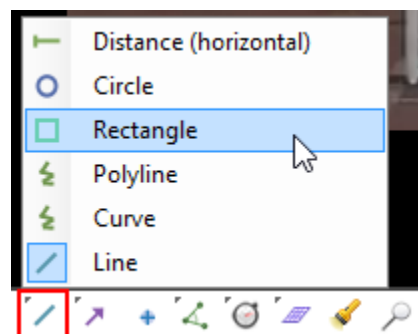 Distance (horizontal)
Circle
Rectangle
Polyline
Curve
Line